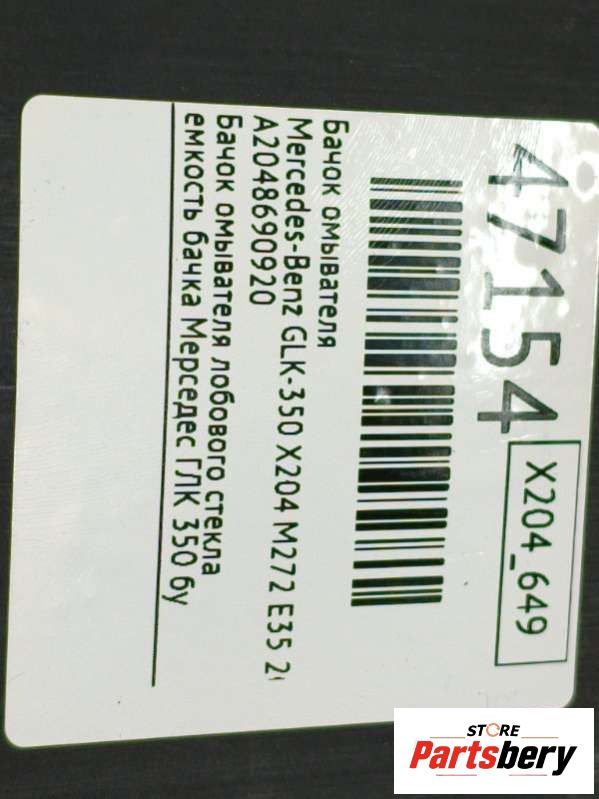 47154
X204_649
Бачок омывателя
Mercedes-Benz GLK-350 X204 M272 E35
A2048690920
Бачок омывателя лобового стекла
емкость бачка Мерседес ГЛК 350 бу
STORE
Partsbery